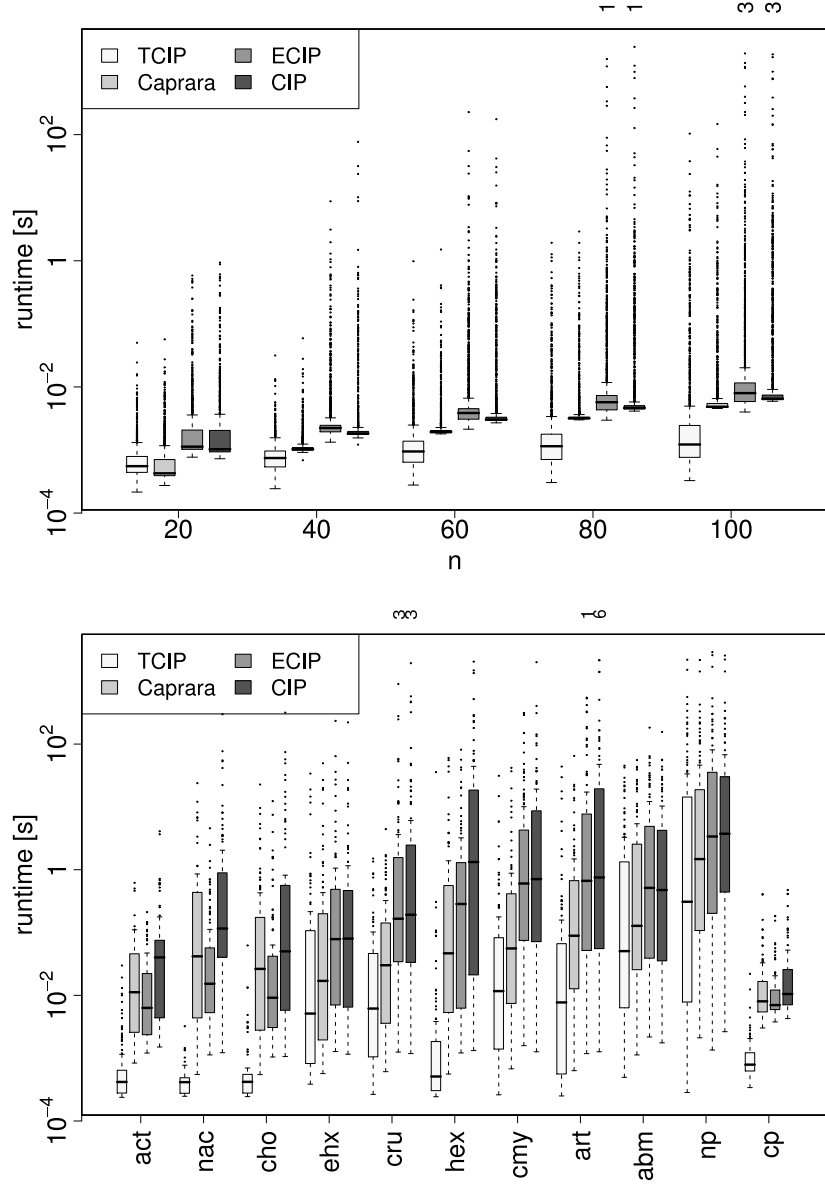 1 1 3 3
TCIP ECIP
Caprara CIP
runtime [s]
10^2
1
10^-2
10^-4
20 40 60 80 100
n
3 3 1 6
TCIP ECIP
Caprara CIP
runtime [s]
10^2
1
10^-2
10^-4
act nac cho ehx cru hex cmy art abm np cp